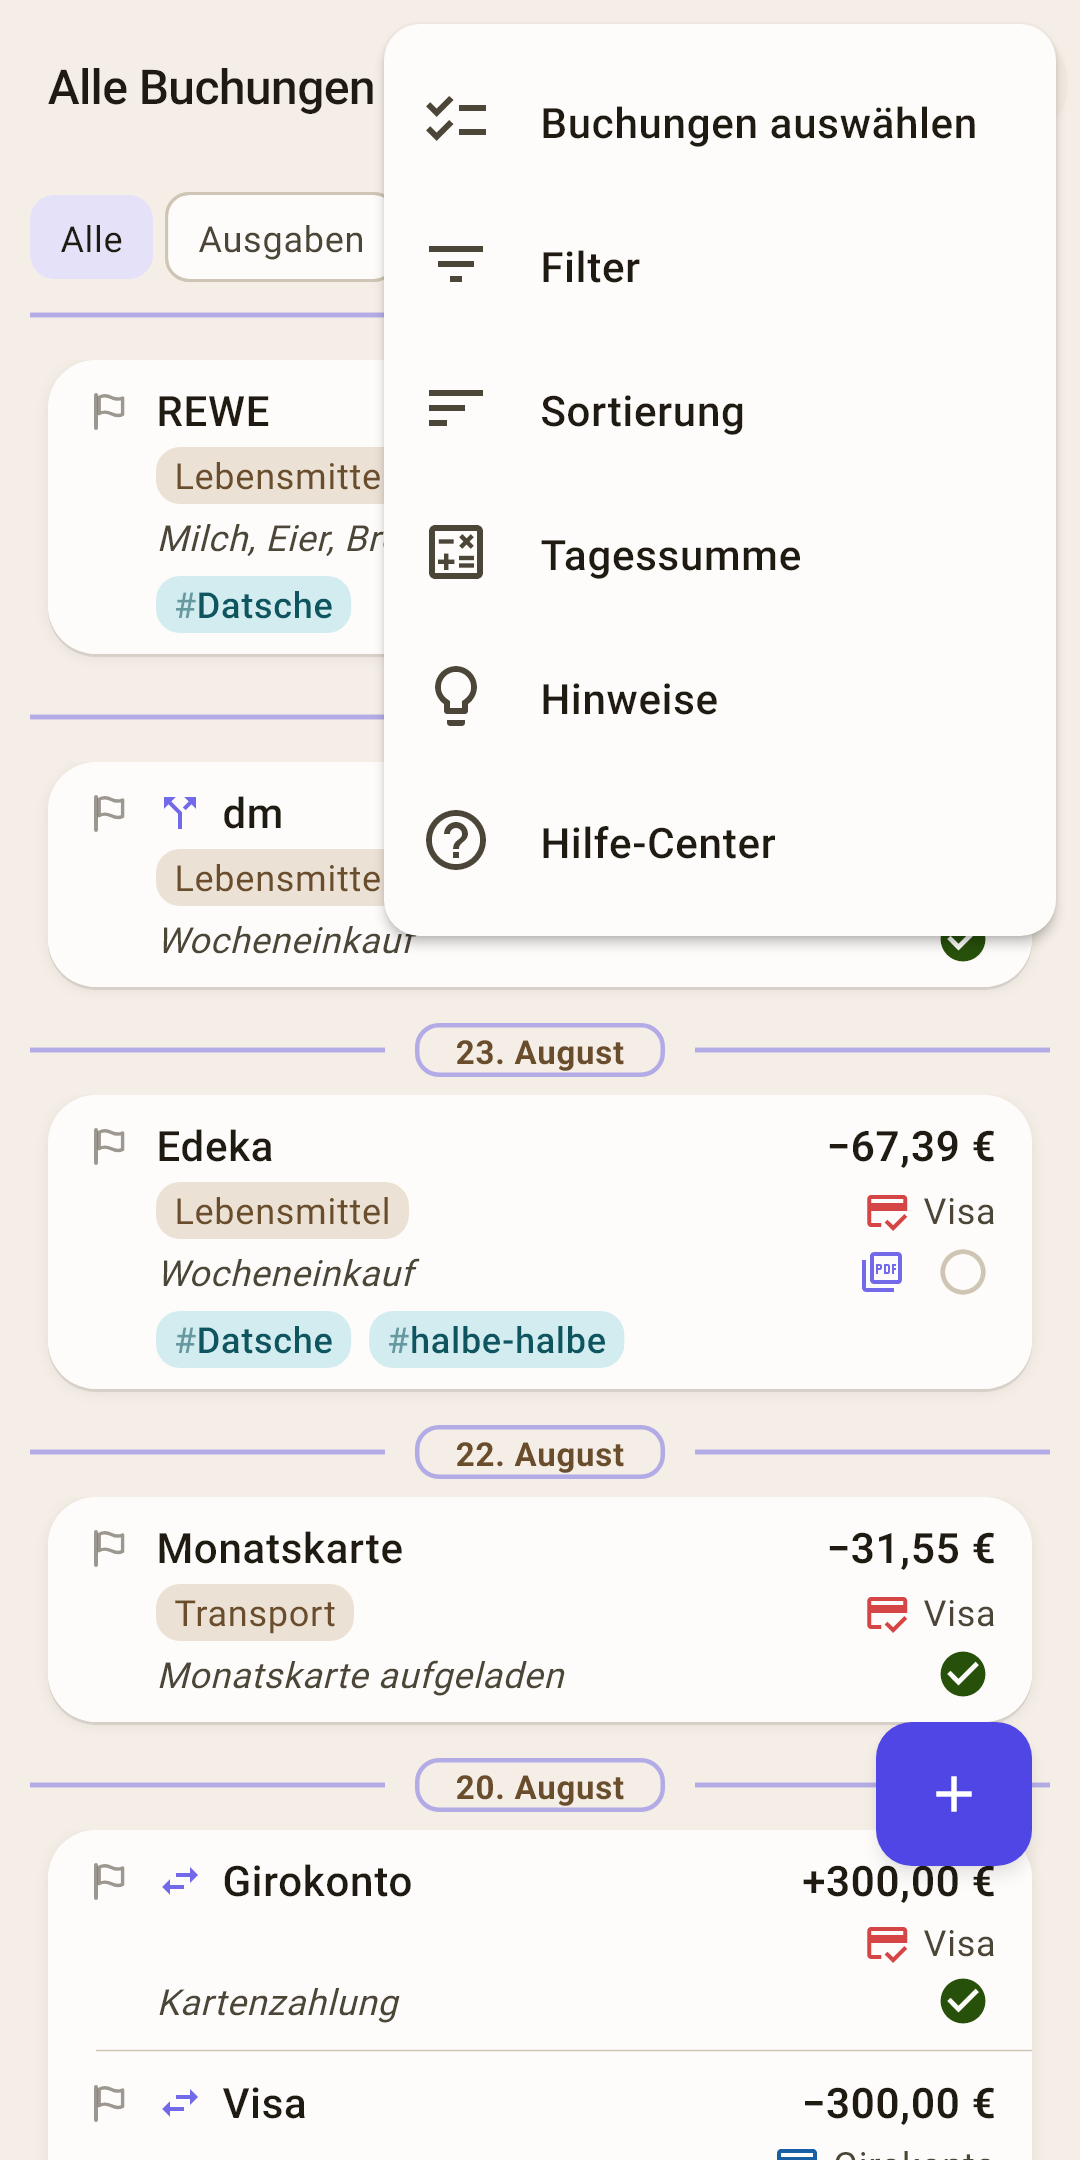 Alle Buchungen
Buchungen auswählen
Filter
Sortierung
Tagessumme
Hinweise
Hilfe-Center
Alle
Ausgaben
REWE
Lebensmitte
Milch, Eier,
#Datsche
dm
Lebensmitte
Wocheneinkauf
23. August
Edeka −67,39 €
Lebensmittel Visa
Wocheneinkauf PDF
#Datsche #halbe-halbe
22. August
Monatskarte −31,55 €
Transport Visa
Monatskarte aufgeladen
20. August
+
Girokonto +300,00 €
Visa
Kartenzahlung
Visa −300,00 €
Girokonto